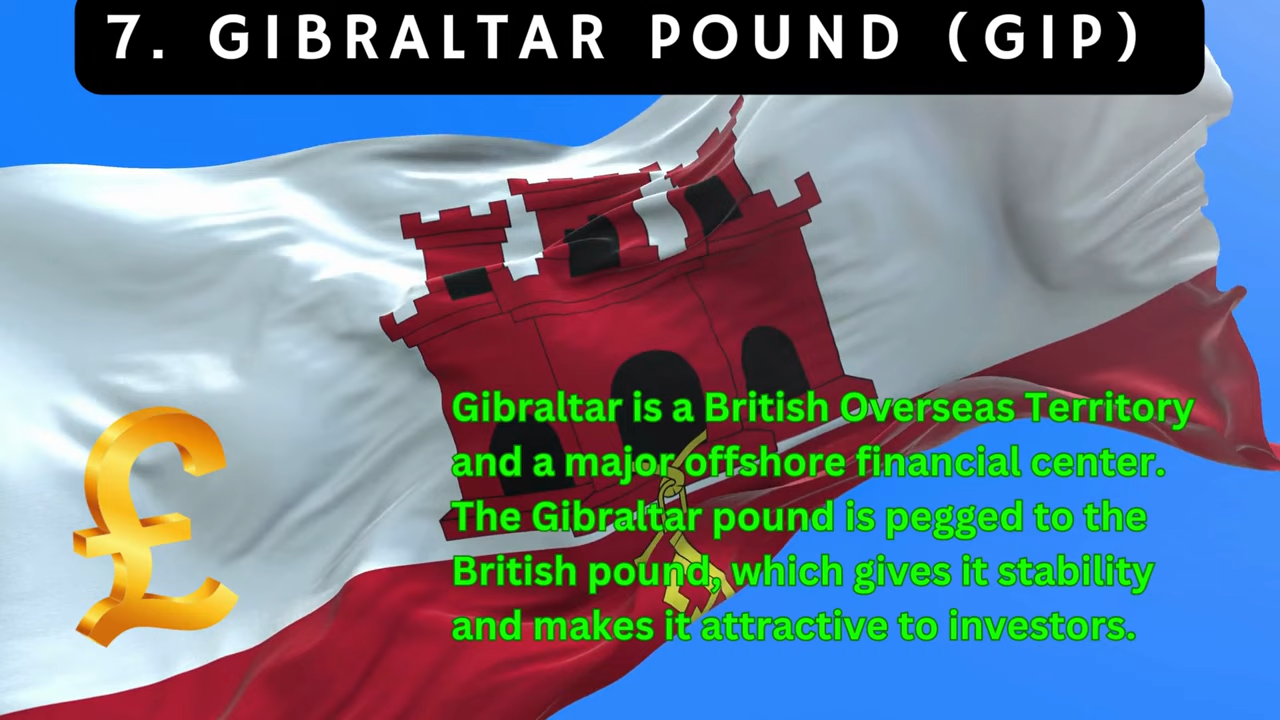 7. GIBRALTAR POUND (GIP)
£
Gibraltar is a British Overseas Territory
and a major offshore financial center.
The Gibraltar pound is pegged to the
British pound, which gives it stability
and makes it attractive to investors.